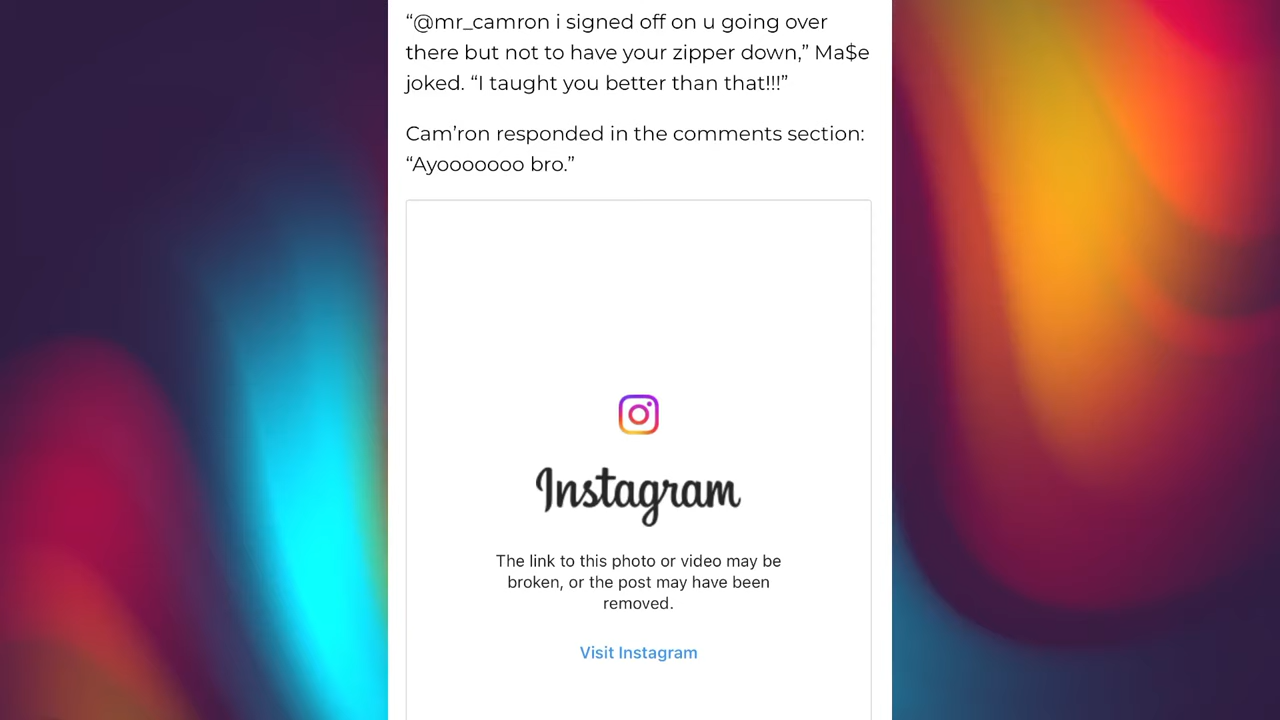 “@mr_camron i signed off on u going over
there but not to have your zipper down,” Ma$e
joked. “I taught you better than that!!!”
Cam’ron responded in the comments section:
“Ayooooooo bro.”
Instagram
The link to this photo or video may be
broken, or the post may have been
removed.
Visit Instagram